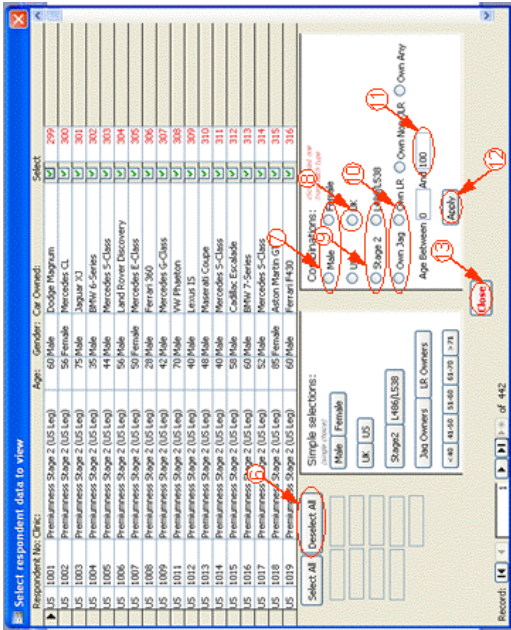 Select respondent data to view
Respondent No: Clinic: Age: Gender: Car Owned: Select
US 1001 Premiumness Stage 2 (US Leg) 60 Male Dodge Magnum 299
US 1002 Premiumness Stage 2 (US Leg) 56 Female Mercedes CL 300
US 1003 Premiumness Stage 2 (US Leg) 75 Male Jaguar XJ 301
US 1004 Premiumness Stage 2 (US Leg) 35 Male BMW 6-Series 302
US 1005 Premiumness Stage 2 (US Leg) 44 Male Mercedes S-Class 303
US 1006 Premiumness Stage 2 (US Leg) 56 Male Land Rover Discovery 304
US 1007 Premiumness Stage 2 (US Leg) 50 Female Mercedes E-Class 305
US 1008 Premiumness Stage 2 (US Leg) 28 Male Ferrari 360 306
US 1009 Premiumness Stage 2 (US Leg) 42 Male Mercedes G-Class 307
US 1011 Premiumness Stage 2 (US Leg) 70 Male VW Phaeton 308
US 1012 Premiumness Stage 2 (US Leg) 40 Male Lexus IS 309
US 1013 Premiumness Stage 2 (US Leg) 48 Male Maserati Coupe 310
US 1014 Premiumness Stage 2 (US Leg) 40 Male Mercedes S-Class 311
US 1015 Premiumness Stage 2 (US Leg) 58 Male Cadillac Escalade 312
US 1016 Premiumness Stage 2 (US Leg) 60 Male BMW 7-Series 313
US 1017 Premiumness Stage 2 (US Leg) 52 Male Mercedes S-Class 314
US 1018 Premiumness Stage 2 (US Leg) 85 Female Aston Martin 315
US 1019 Premiumness Stage 2 (US Leg) 60 Male Ferrari F430 316
6 7 8 9 10 11 12 13
Select All Deselect All
Simple selections:
(single choice)
Male Female
UK US
Stage2 L486/L538
Jag Owners LR Owners
<40 41-50 51-60 61-70 >71
Combinations:
Male Female
UK
Stage 2 L486/L538
Own Jag Own LR Own Non Own Any
Age Between 0 And 100
Apply
Close
Record: 1 of 442